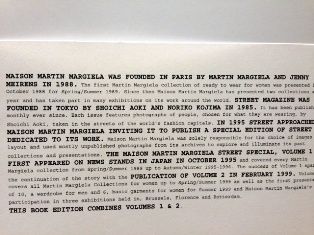 MAISON MARTIN MARGIELA WAS FOUNDED IN PARIS BY MARTIN MARGIELA AND JENNY
MEIRENS IN 1988. The first Martin Margiela collection of ready to wear for women was presented
October 1988 for Spring/Summer 1989. Since then Maison Martin Margiela has presented two collections a
year and has taken part in many exhibitions on its work around the world. STREET MAGAZINE WAS
FOUNDED IN TOKYO BY SHOICHI AOKI AND NORIKO KOJIMA IN 1985. It has been published
monthly ever since. Each issue features photographs of people, chosen for what they are wearing, by
Shoichi Aoki, taken in the streets of the world's fashion capitals. IN 1995 STREET APPROACHED
MAISON MARTIN MARGIELA INVITING IT TO PUBLISH A SPECIAL EDITION OF STREET
DEDICATED TO ITS WORK. Maison Martin Margiela was solely responsible for the choice of images
layout and used mostly unpublished photographs from its archives to explore and illustrate its past
collections and presentations. THE MAISON MARTIN MARGIELA STREET SPECIAL, VOLUME 1
FIRST APPEARED ON NEWS STANDS IN JAPAN IN OCTOBER 1995 and covered every Martin
Margiela collection from Spring/Summer 1989 up to Autumn/Winter 1995-1996. The success of Volume 1
the continuation of the story with the PUBLICATION OF VOLUME 2 IN FEBRUARY 1999. Volume
covers all Martin Margiela Collections for women up to Spring/Summer 1999 as well as the first
of 10, a wardrobe for men and 6, basic garments for women for Summer 1999 and Maison Martin Margiela's
participation in three exhibitions held in, Brussels, Florence and Rotterdam.
THIS BOOK EDITION COMBINES VOLUMES 1 & 2